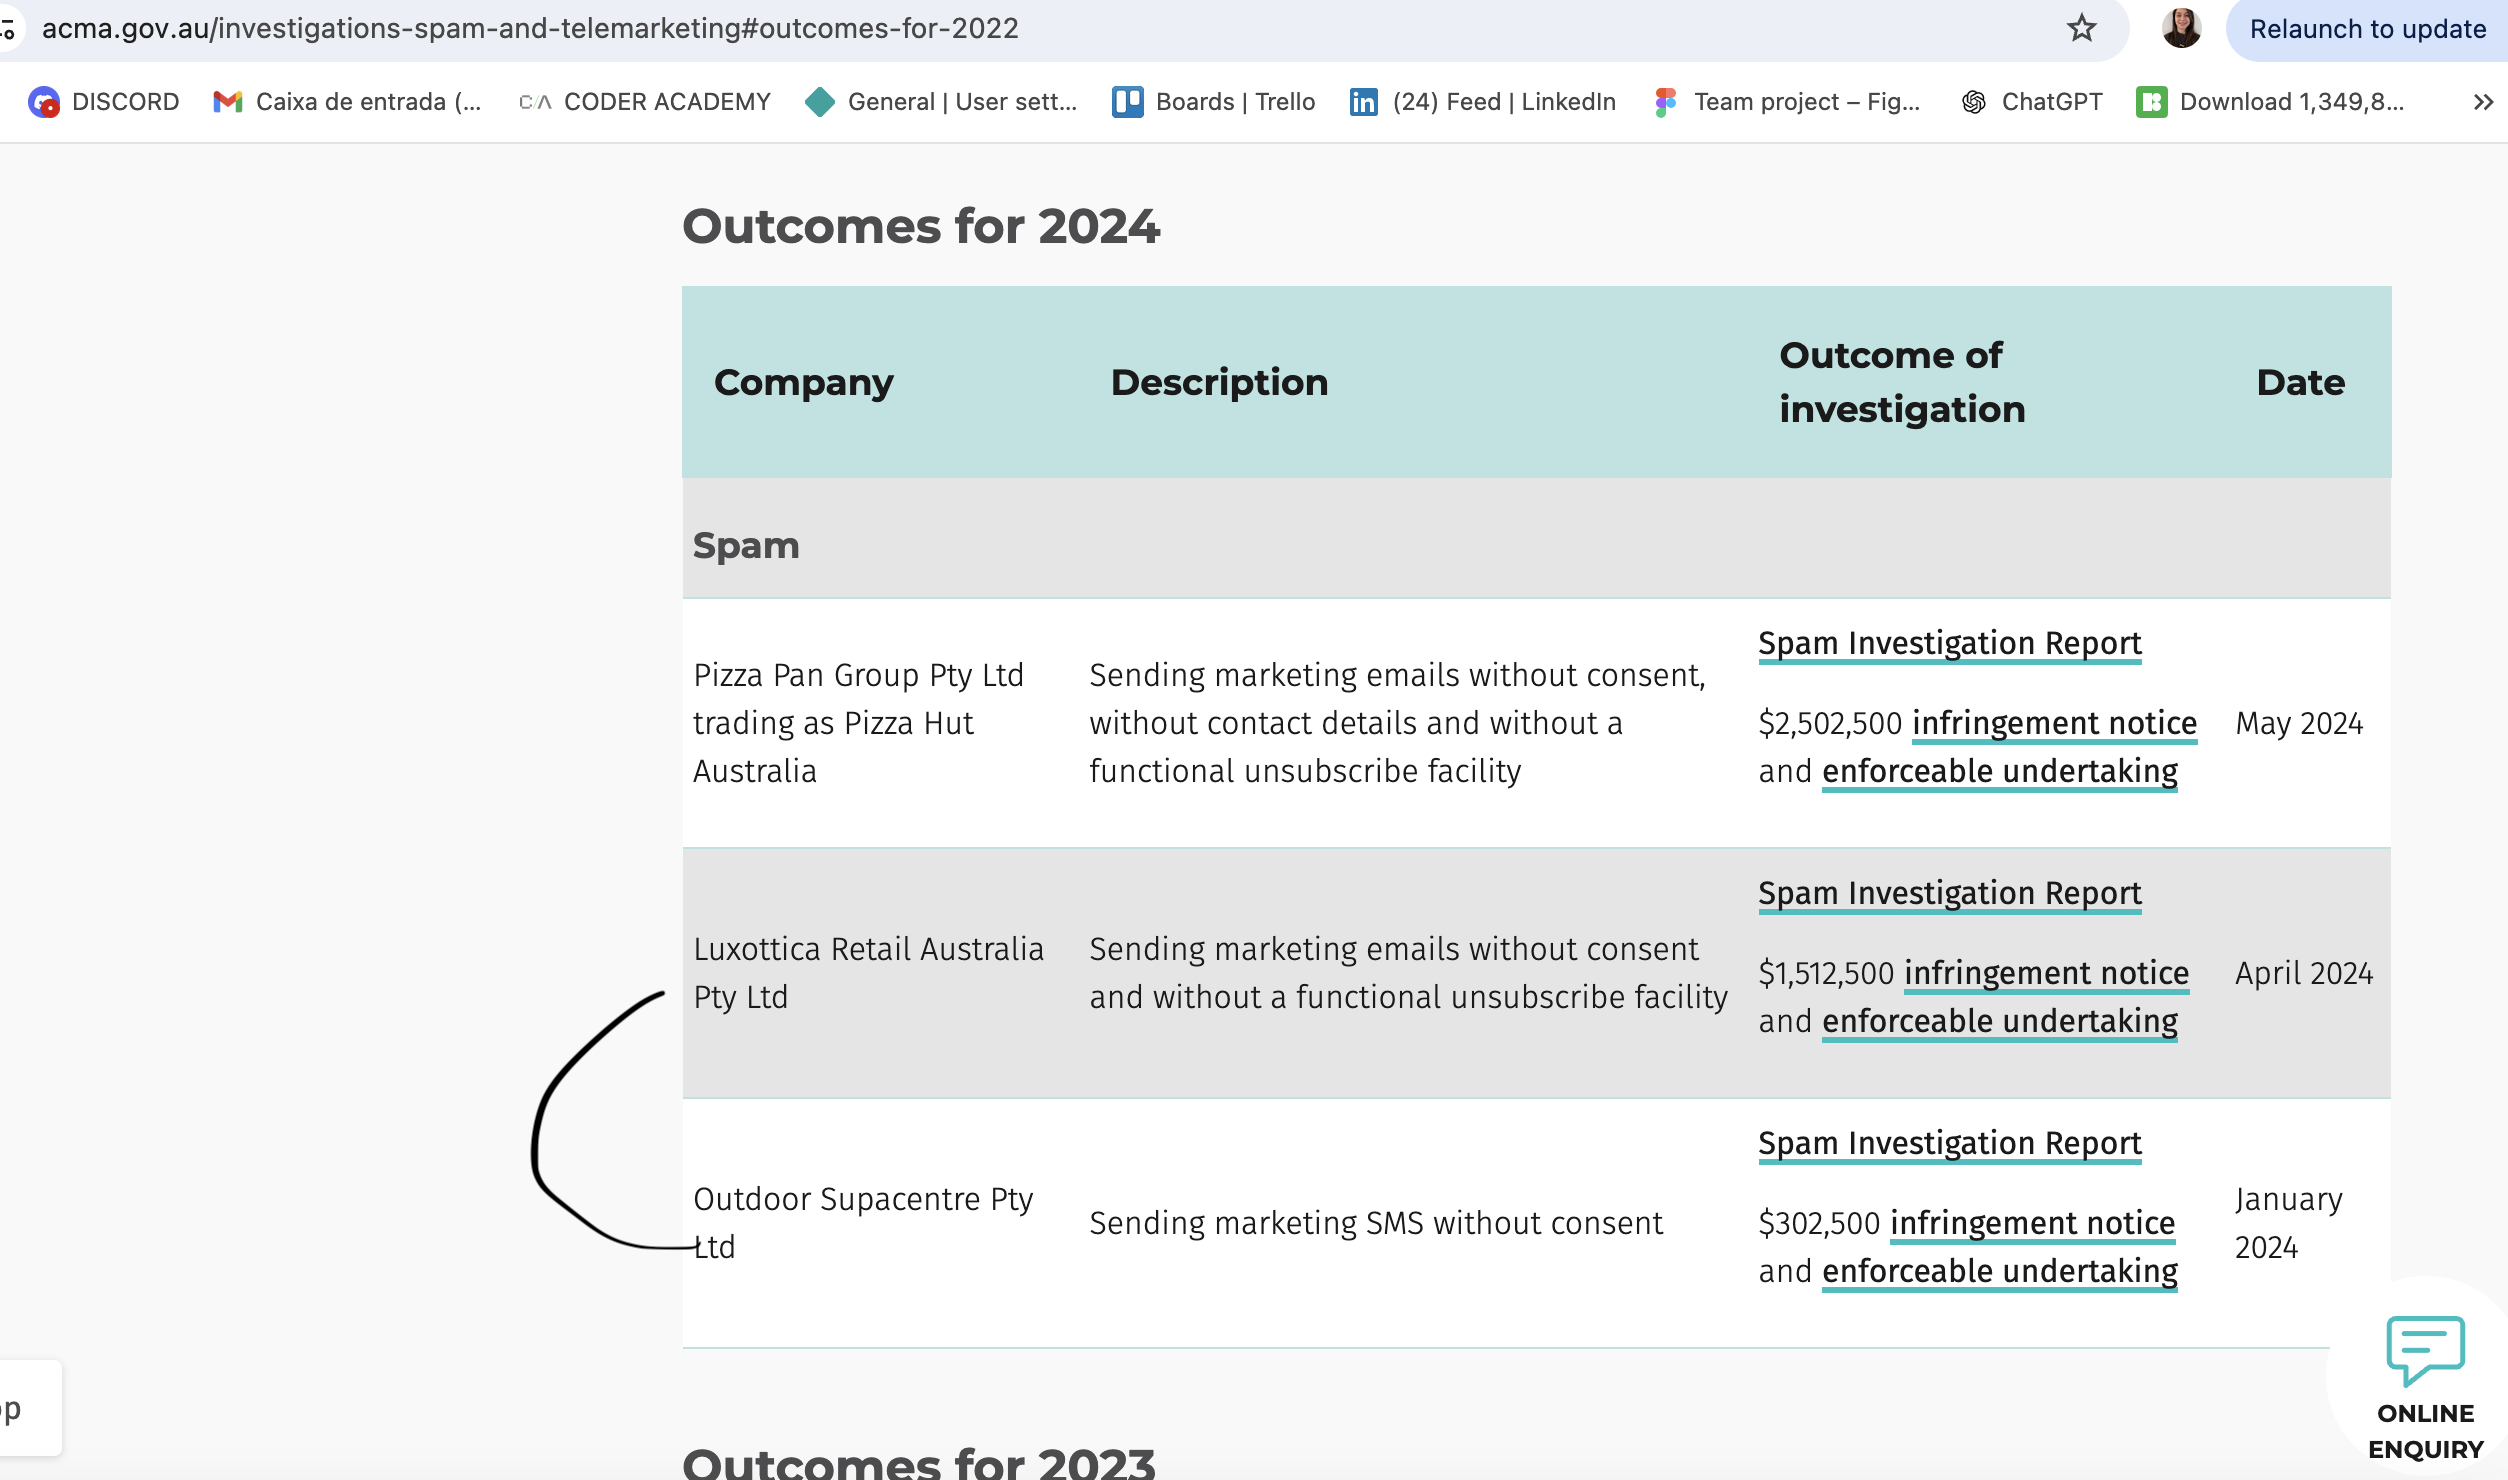 acma.gov.au/investigations-spam-and-telemarketing#outcomes-for-2022
Relaunch to update
DISCORD
Caixa de entrada (...
C/A CODER ACADEMY
General | User sett...
Boards | Trello
in (24) Feed | LinkedIn
Team project – Fig...
ChatGPT
Download 1,349,8...
»
Outcomes for 2024
Company
Description
Outcome of
investigation
Date
Spam
Pizza Pan Group Pty Ltd
trading as Pizza Hut
Australia
Sending marketing emails without consent,
without contact details and without a
functional unsubscribe facility
Spam Investigation Report
$2,502,500 infringement notice
and enforceable undertaking
May 2024
Luxottica Retail Australia
Pty Ltd
Sending marketing emails without consent
and without a functional unsubscribe facility
Spam Investigation Report
$1,512,500 infringement notice
and enforceable undertaking
April 2024
Outdoor Supacentre Pty
Ltd
Sending marketing SMS without consent
Spam Investigation Report
$302,500 infringement notice
and enforceable undertaking
January
2024
ONLINE
ENQUIRY
Outcomes for 2023